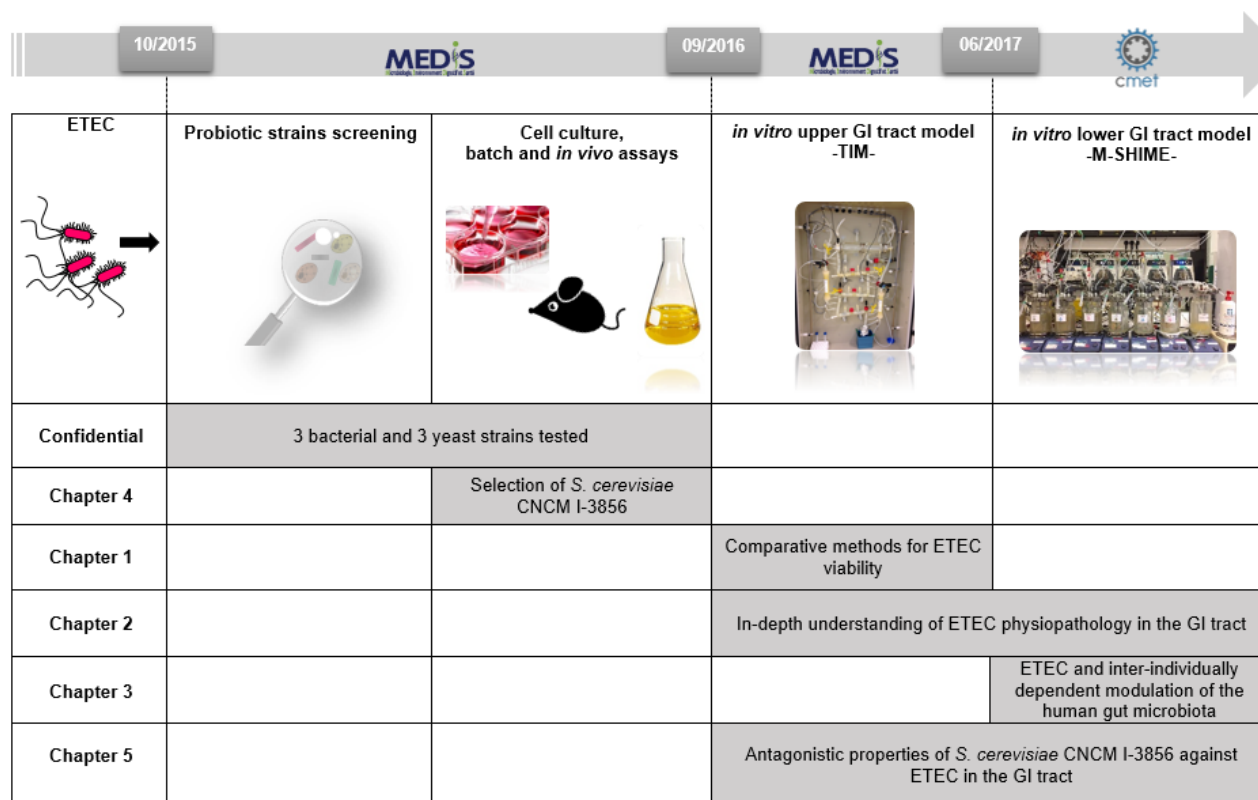 10/2015
MEDiS
09/2016
MEDiS
06/2017
cmet
ETEC
Probiotic strains screening
Cell culture,
batch and in vivo assays
in vitro upper GI tract model
-TIM-
in vitro lower GI tract model
-M-SHIME-
Confidential
3 bacterial and 3 yeast strains tested
Chapter 4
Selection of S. cerevisiae
CNCM I-3856
Chapter 1
Comparative methods for ETEC
viability
Chapter 2
In-depth understanding of ETEC physiopathology in the GI tract
Chapter 3
ETEC and inter-individually
dependent modulation of the
human gut microbiota
Chapter 5
Antagonistic properties of S. cerevisiae CNCM I-3856 against
ETEC in the GI tract